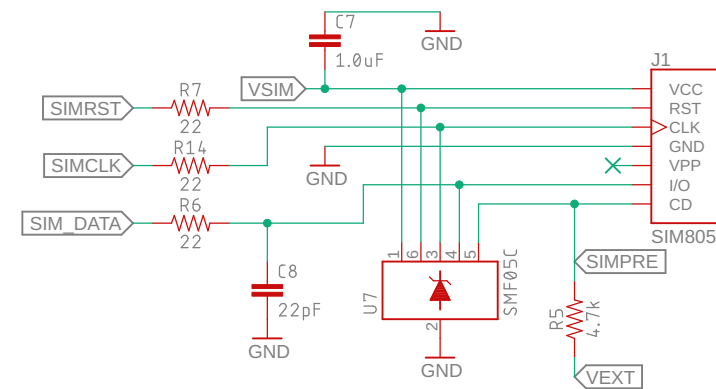 C7
GND
1.0uF
J1
R7
VSIM
VCC
SIMRST
RST
22
CLK
R14
GND
SIMCLK
VPP
22
GND
I/O
R6
CD
SIM_DATA
22
SIM805
1
6
3
4
5
SIMPRE
C8
U7
SMF05C
22pF
R5
4.7k
2
GND
GND
VEXT